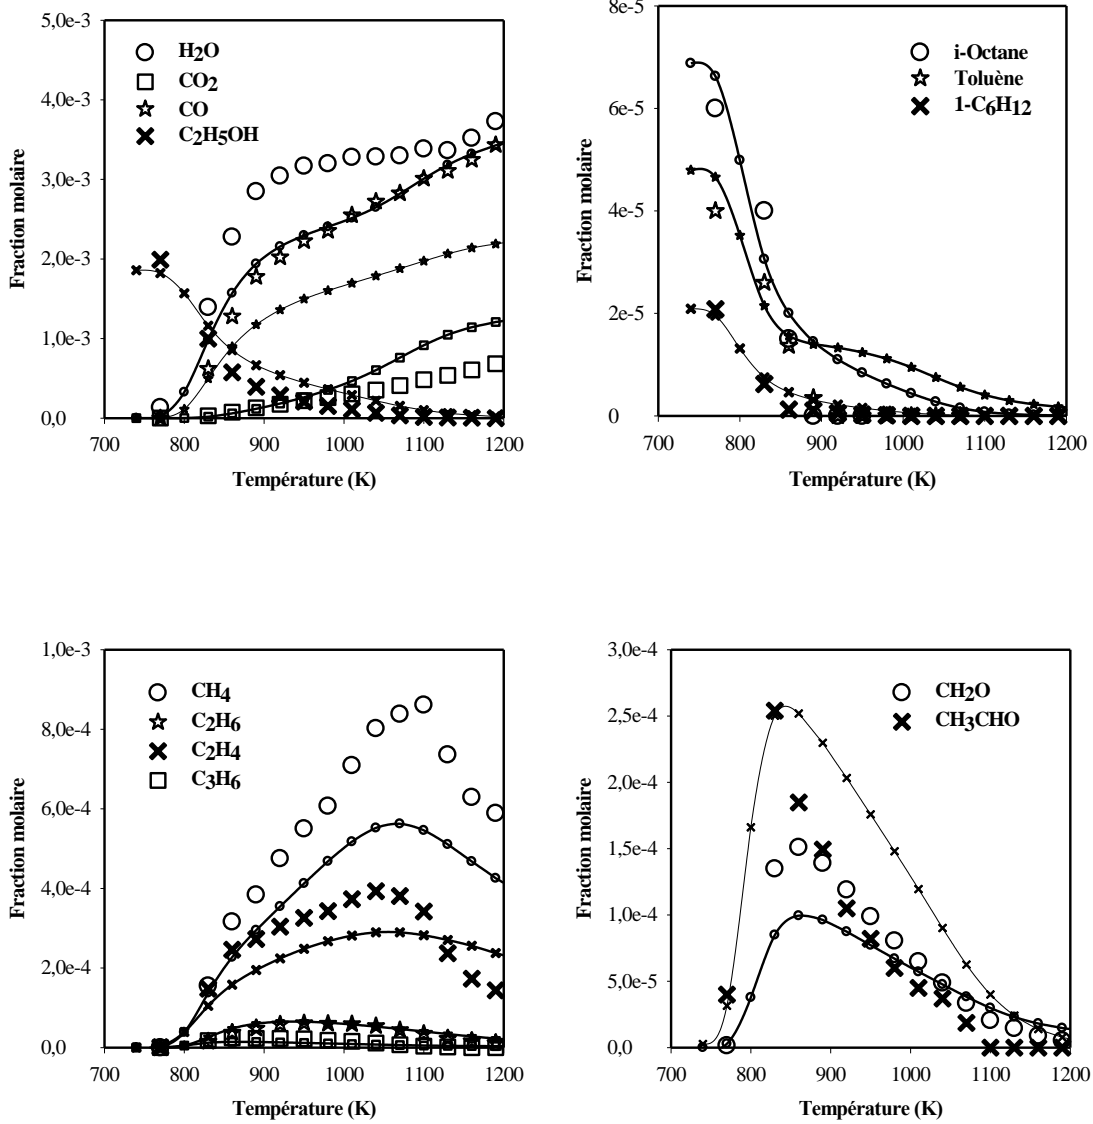 5,0e-3
4,0e-3
3,0e-3
2,0e-3
1,0e-3
0,0
H2O
CO2
CO
C2H5OH
Fraction molaire
700 800 900 1000 1100 1200
Température (K)
8e-5
6e-5
4e-5
2e-5
0
i-Octane
Toluène
1-C6H12
Fraction molaire
700 800 900 1000 1100 1200
Température (K)
1,0e-3
8,0e-4
6,0e-4
4,0e-4
2,0e-4
0,0
CH4
C2H6
C2H4
C3H6
Fraction molaire
700 800 900 1000 1100 1200
Température (K)
3,0e-4
2,5e-4
2,0e-4
1,5e-4
1,0e-4
5,0e-5
0,0
CH2O
CH3CHO
Fraction molaire
700 800 900 1000 1100 1200
Température (K)